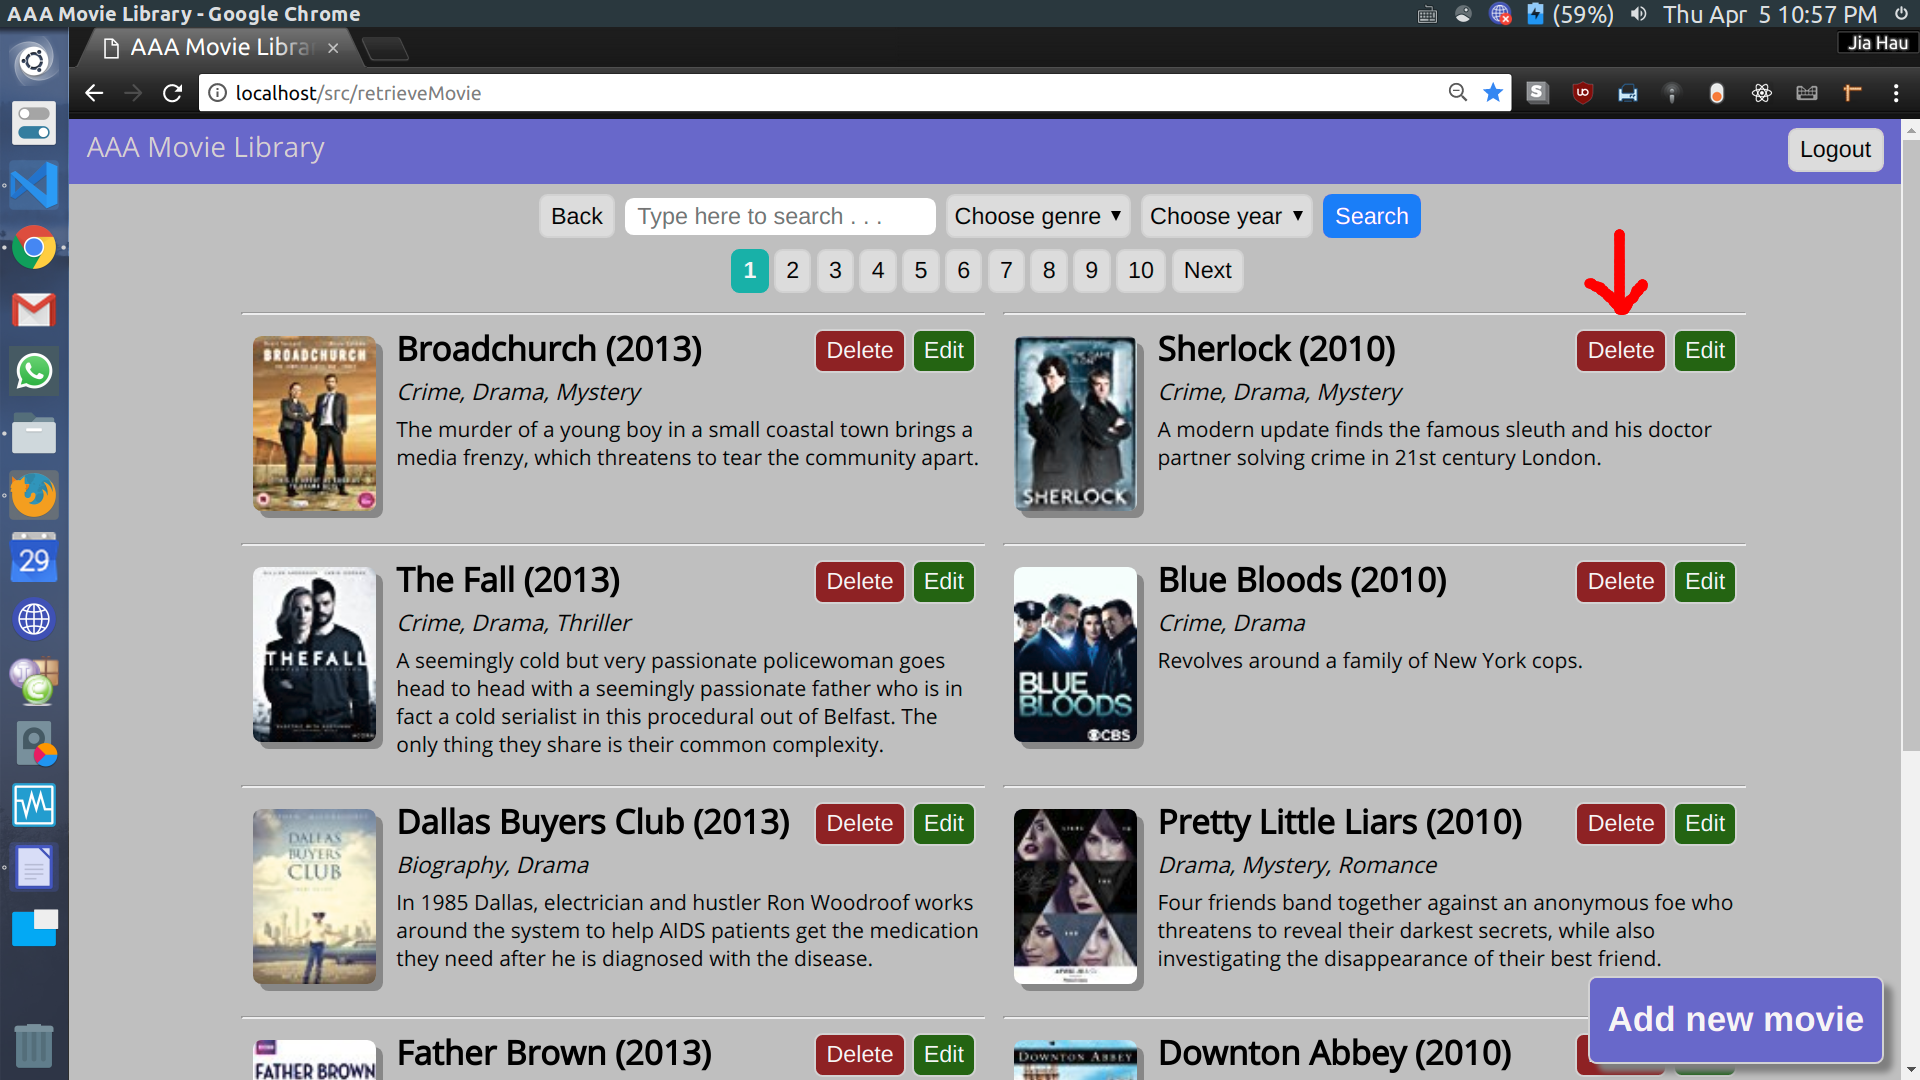 AAA Movie Library - Google Chrome
(59%) Thu Apr 5 10:57 PM
AAA Movie Libra
Jia Hau
localhost/src/retrieveMovie
AAA Movie Library
Logout
Back
Type here to search . . .
Choose genre
Choose year
Search
1 2 3 4 5 6 7 8 9 10 Next
BROADCHURCH
Broadchurch (2013)
Delete Edit
Crime, Drama, Mystery
The murder of a young boy in a small coastal town brings a
media frenzy, which threatens to tear the community apart.
SHERLOCK
Sherlock (2010)
Delete Edit
Crime, Drama, Mystery
A modern update finds the famous sleuth and his doctor
partner solving crime in 21st century London.
29
THE FALL
The Fall (2013)
Delete Edit
Crime, Drama, Thriller
A seemingly cold but very passionate policewoman goes
head to head with a seemingly passionate father who is in
fact a cold serialist in this procedural out of Belfast. The
only thing they share is their common complexity.
BLUE
BLOODS
CBS
Blue Bloods (2010)
Delete Edit
Crime, Drama
Revolves around a family of New York cops.
DALLAS
BUYERS
CLUB
Dallas Buyers Club (2013)
Delete Edit
Biography, Drama
In 1985 Dallas, electrician and hustler Ron Woodroof works
around the system to help AIDS patients get the medication
they need after he is diagnosed with the disease.
Pretty Little Liars (2010)
Delete Edit
Drama, Mystery, Romance
Four friends band together against an anonymous foe who
threatens to reveal their darkest secrets, while also
investigating the disappearance of their best friend.
Add new movie
FATHER BROWN
Father Brown (2013)
Delete Edit
DOWNTON ABBEY
Downton Abbey (2010)